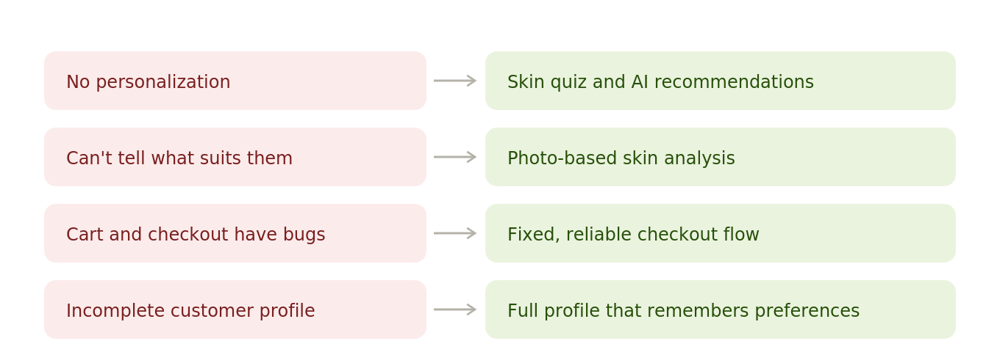 No personalization
Skin quiz and AI recommendations
Can't tell what suits them
Photo-based skin analysis
Cart and checkout have bugs
Fixed, reliable checkout flow
Incomplete customer profile
Full profile that remembers preferences